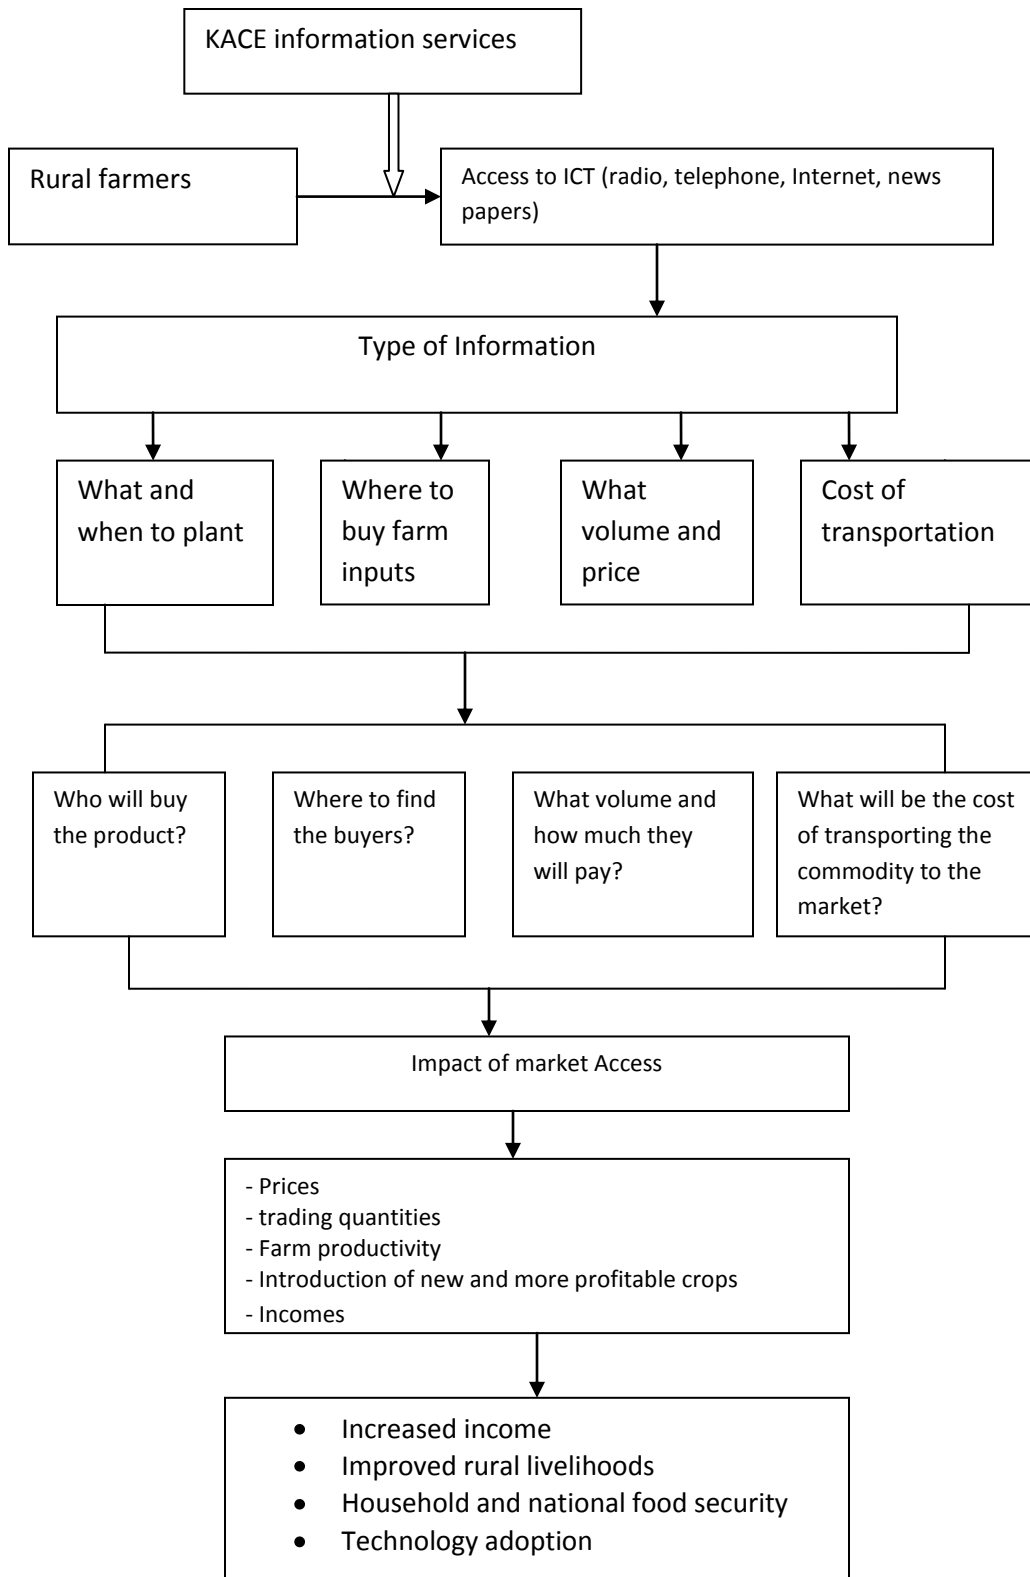 KACE information services
Rural farmers
Access to ICT (radio, telephone, Internet, news
papers)
Type of Information
What and
when to plant
Where to
buy farm
inputs
What
volume and
price
Cost of
transportation
Who will buy
the product?
Where to find
the buyers?
What volume and
how much they
will pay?
What will be the cost
of transporting the
commodity to the
market?
Impact of market Access
- Prices
- trading quantities
- Farm productivity
- Introduction of new and more profitable crops
- Incomes
• Increased income
• Improved rural livelihoods
• Household and national food security
• Technology adoption